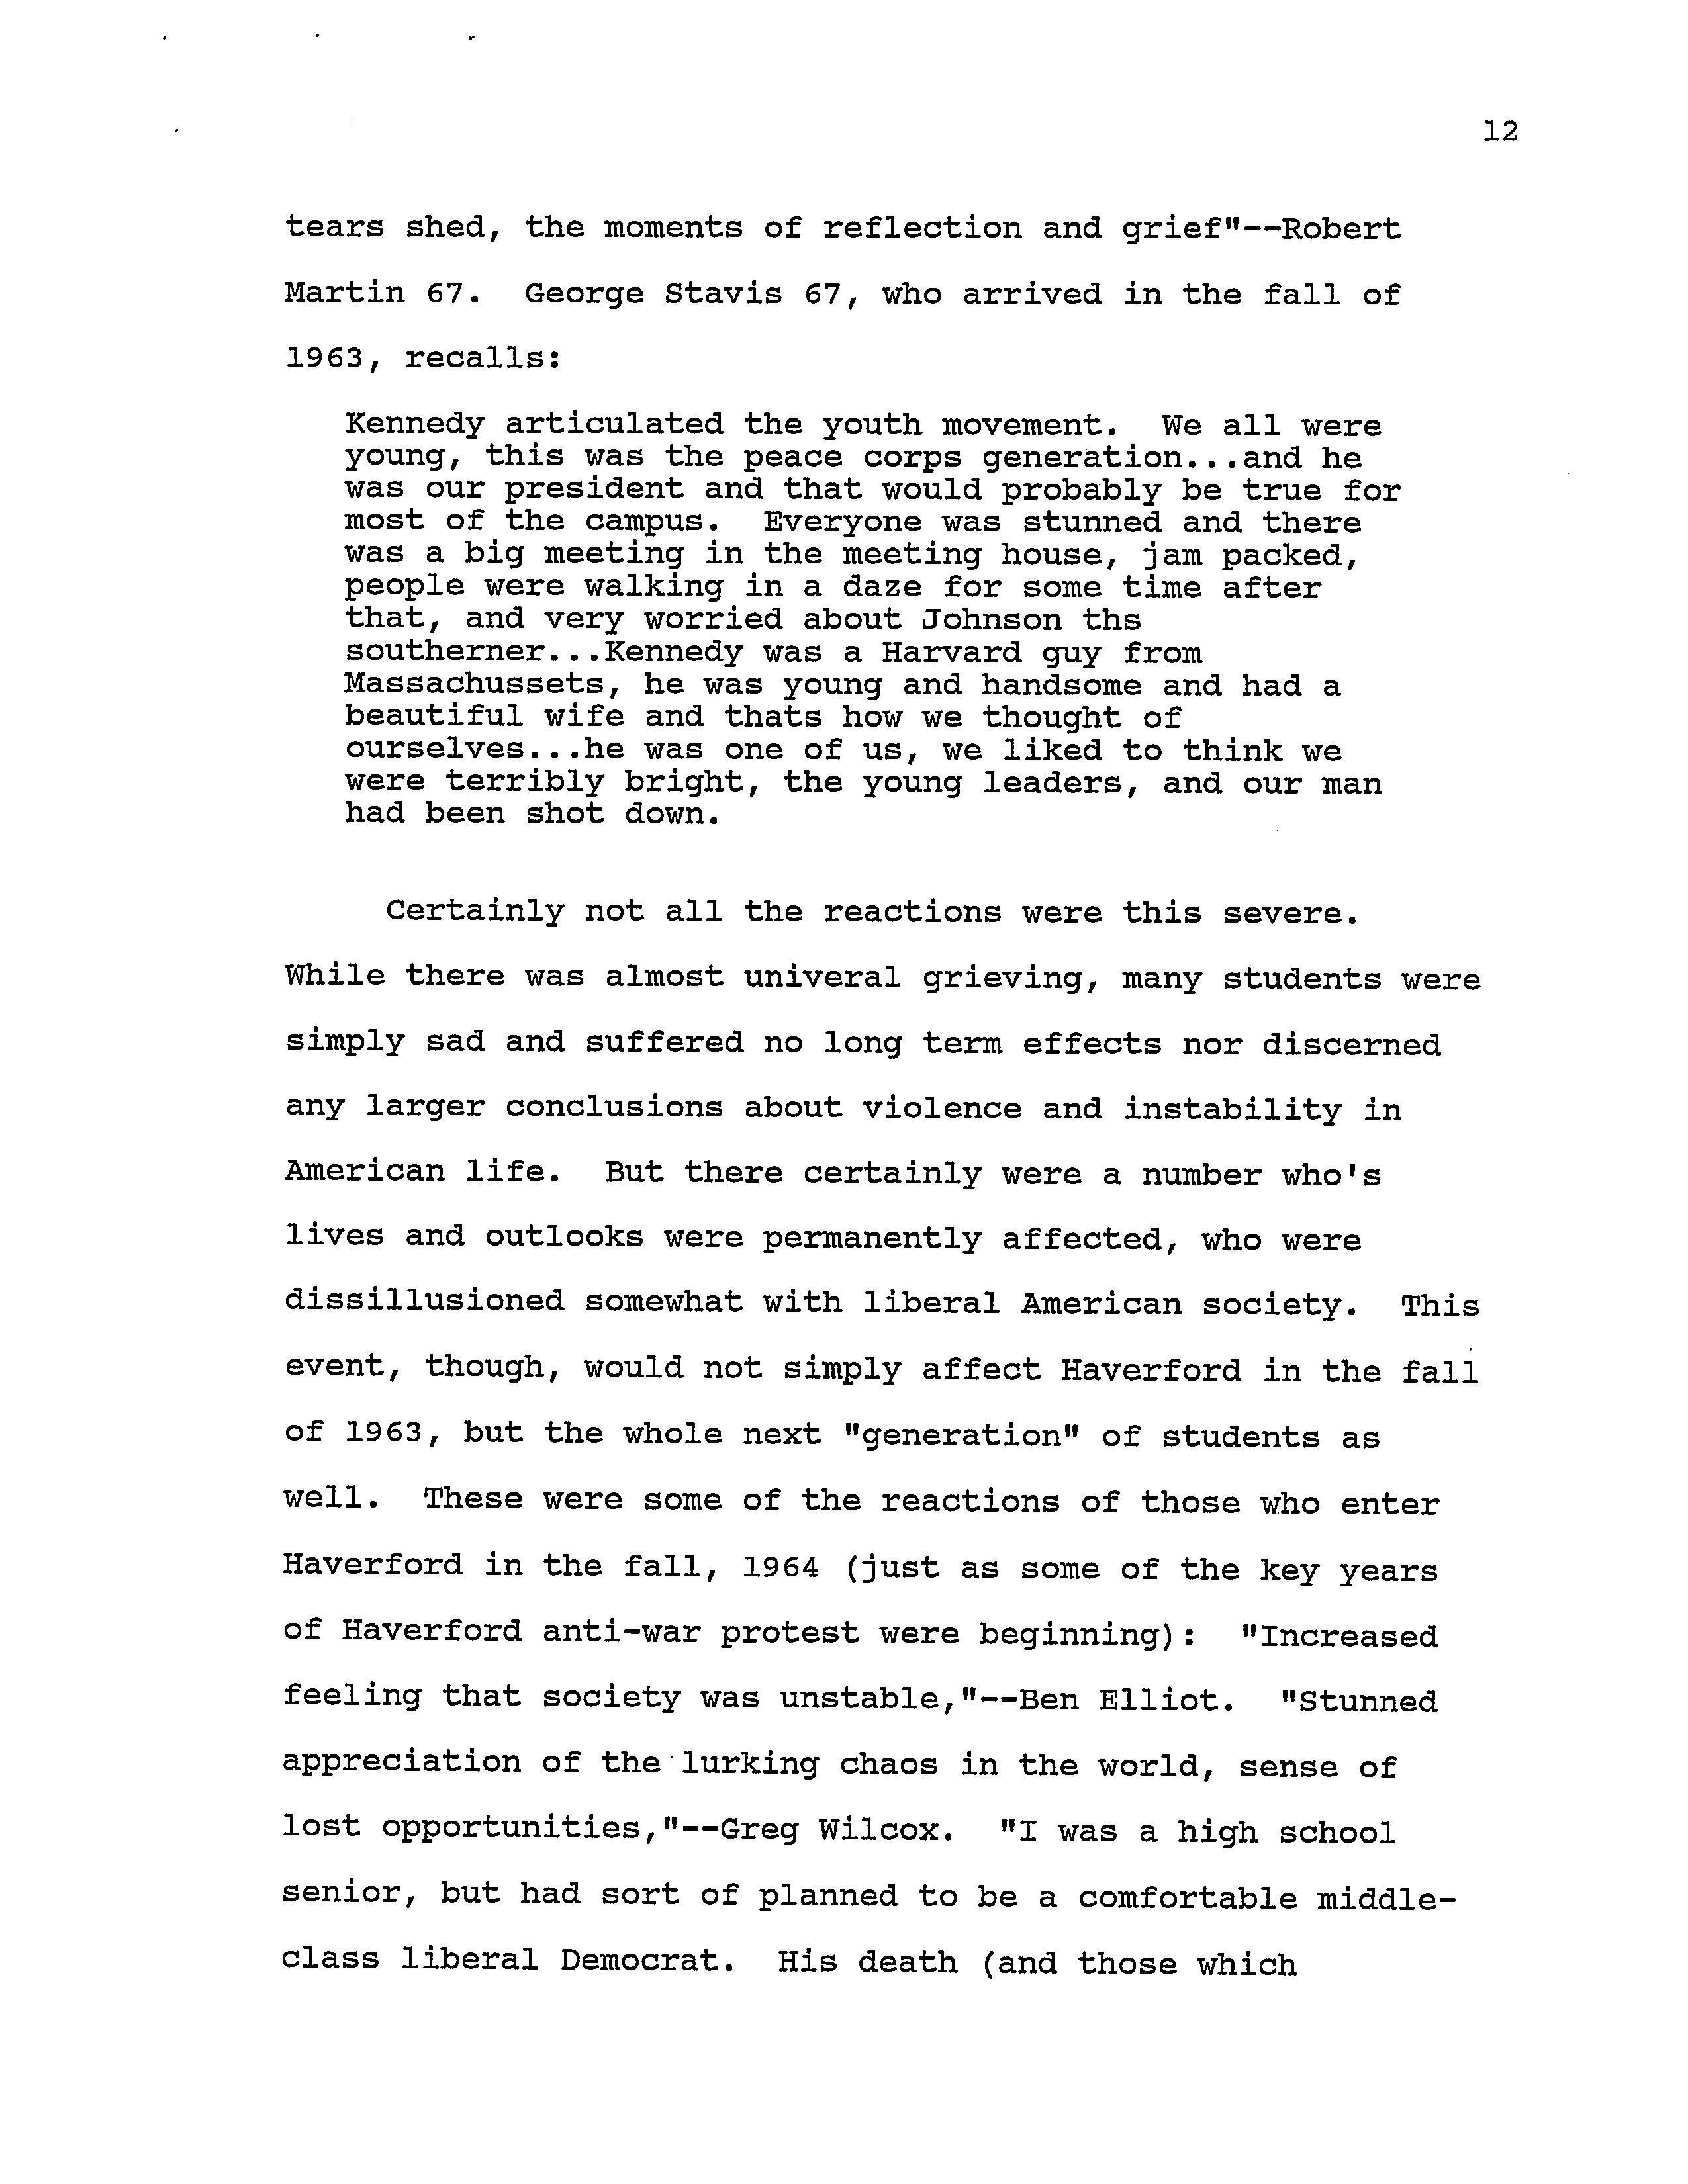 12
tears shed, the moments of reflection and grief"--Robert
Martin 67.  George Stavis 67, who arrived in the fall of
1963, recalls:
Kennedy articulated the youth movement.  We all were
young, this was the peace corps generation...and he
was our president and that would probably be true for
most of the campus.  Everyone was stunned and there
was a big meeting in the meeting house, jam packed,
people were walking in a daze for some time after
that, and very worried about Johnson ths
southerner...Kennedy was a Harvard guy from
Massachussets, he was young and handsome and had a
beautiful wife and thats how we thought of
ourselves...he was one of us, we liked to think we
were terribly bright, the young leaders, and our man
had been shot down.
Certainly not all the reactions were this severe.
While there was almost univeral grieving, many students were
simply sad and suffered no long term effects nor discerned
any larger conclusions about violence and instability in
American life.  But there certainly were a number who's
lives and outlooks were permanently affected, who were
dissillusioned somewhat with liberal American society.  This
event, though, would not simply affect Haverford in the fall
of 1963, but the whole next "generation" of students as
well.  These were some of the reactions of those who enter
Haverford in the fall, 1964 (just as some of the key years
of Haverford anti-war protest were beginning):  "Increased
feeling that society was unstable,"--Ben Elliot.  "Stunned
appreciation of the lurking chaos in the world, sense of
lost opportunities,"--Greg Wilcox.  "I was a high school
senior, but had sort of planned to be a comfortable middle-
class liberal Democrat.  His death (and those which